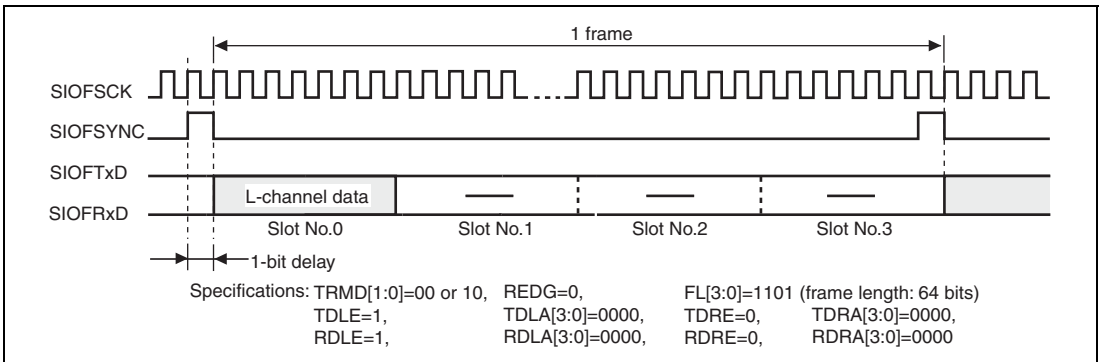 1 frame
SIOFSCK
SIOFSYNC
SIOFTxD
L-channel data
SIOFRxD
Slot No.0 Slot No.1 Slot No.2 Slot No.3
1-bit delay
Specifications: TRMD[1:0]=00 or 10, REDG=0, FL[3:0]=1101 (frame length: 64 bits)
TDLE=1, TDLA[3:0]=0000, TDRE=0, TDRA[3:0]=0000,
RDLE=1, RDLA[3:0]=0000, RDRE=0, RDRA[3:0]=0000